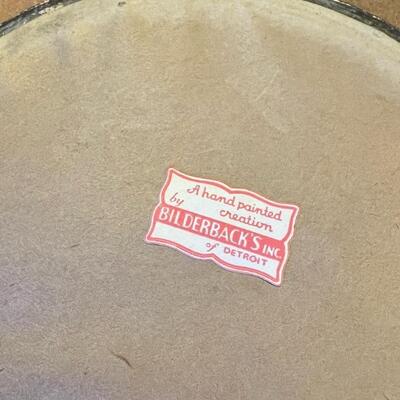 A hand painted
by creation
BILDERBACK'S INC.
of DETROIT